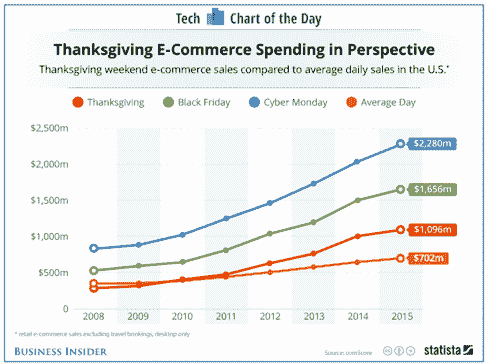 Tech Chart of the Day
Thanksgiving E-Commerce Spending in Perspective
Thanksgiving weekend e-commerce sales compared to average daily sales in the U.S.*
Thanksgiving Black Friday Cyber Monday Average Day
$2,500m
$2,000m
$1,500m
$1,000m
$500m
0
$2,280m
$1,656m
$1,096m
$702m
2008 2009 2010 2011 2012 2013 2014 2015
* retail e-commerce sales excluding travel bookings, desktop only
BUSINESS INSIDER
Source: comScore
statista